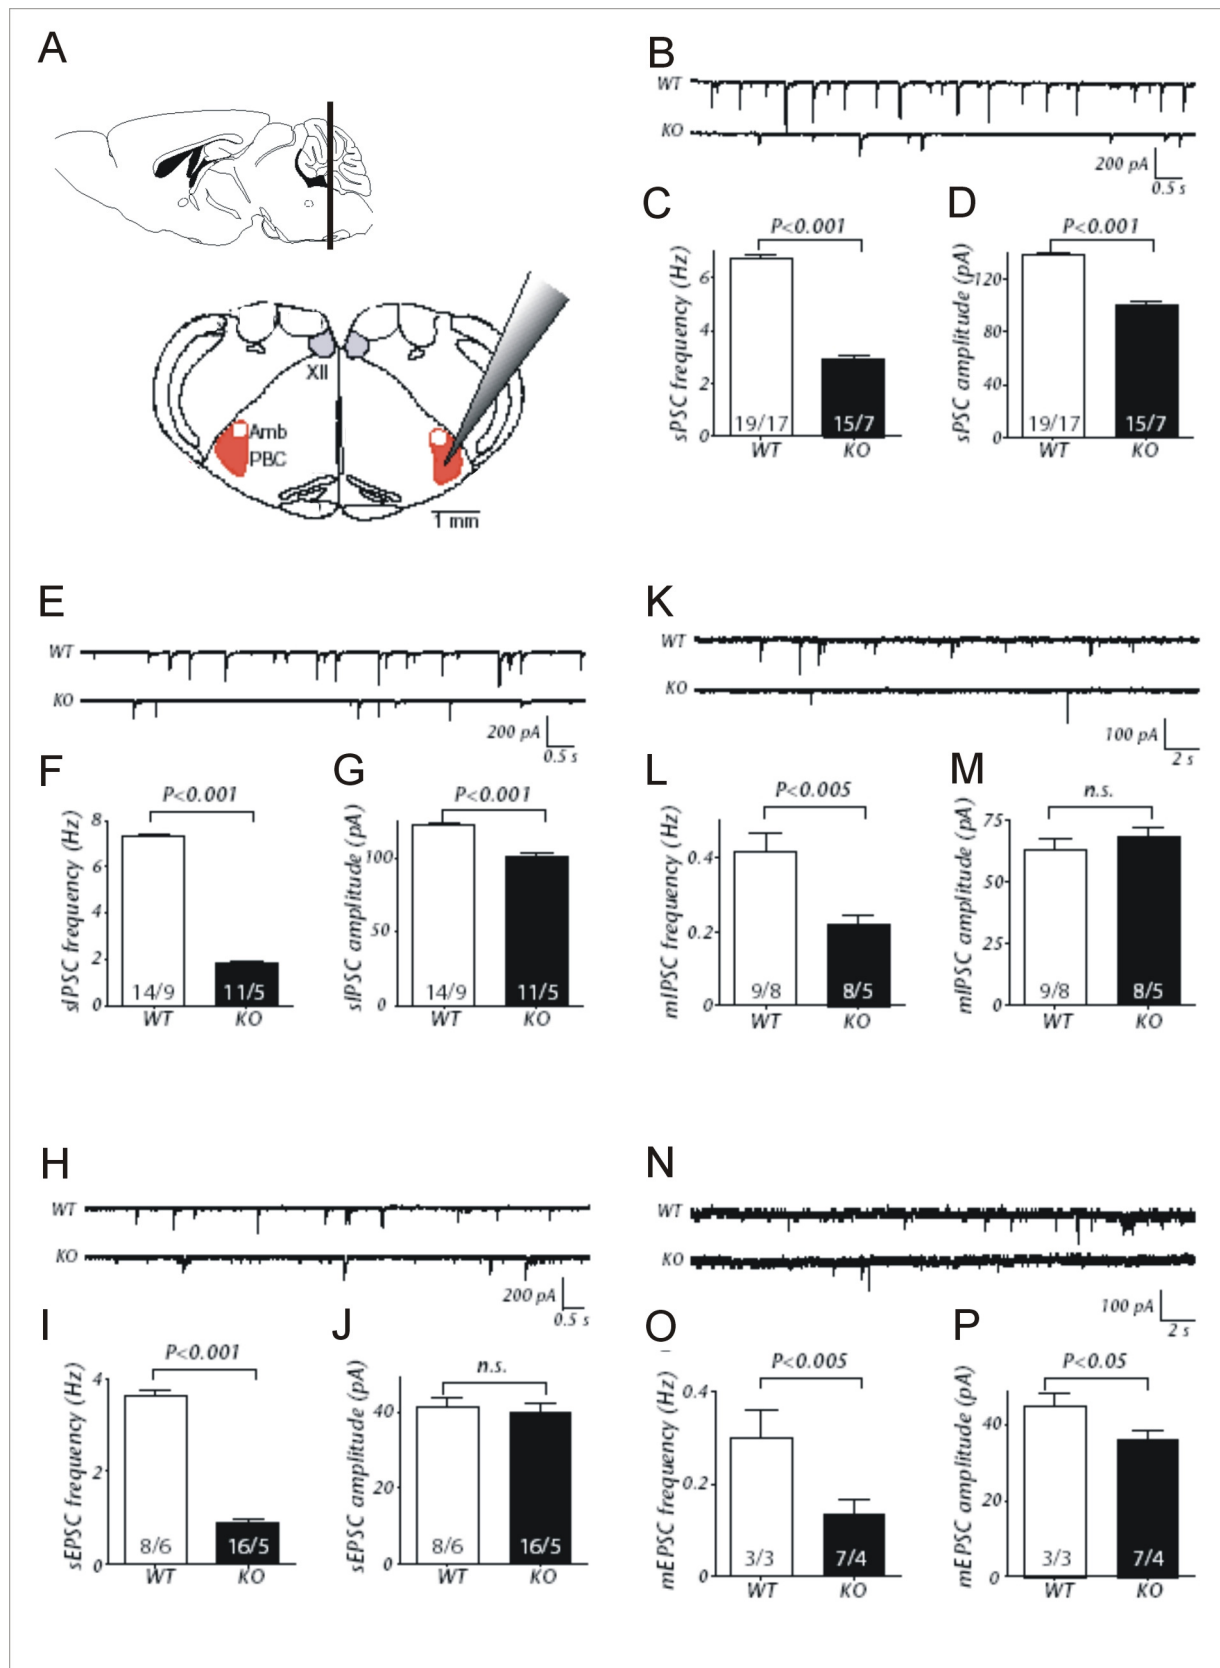 A
XII
Amb
PBC
1 mm
B
WT
KO
200 pA
0.5 s
C
P<0.001
sPSC frequency (Hz)
6
4
2
0
19/17
15/7
WT
KO
D
P<0.001
sPSC amplitude (pA)
120
80
40
0
19/17
15/7
WT
KO
E
WT
KO
200 pA
0.5 s
F
P<0.001
sIPSC frequency (Hz)
8
6
4
2
0
14/9
11/5
WT
KO
G
P<0.001
sIPSC amplitude (pA)
100
50
0
14/9
11/5
WT
KO
K
WT
KO
100 pA
2 s
L
P<0.005
mIPSC frequency (Hz)
0.4
0.2
0
9/8
8/5
WT
KO
M
n.s.
mIPSC amplitude (pA)
75
50
25
0
9/8
8/5
WT
KO
H
WT
KO
200 pA
0.5 s
I
P<0.001
sEPSC frequency (Hz)
4
2
0
8/6
16/5
WT
KO
J
n.s.
sEPSC amplitude (pA)
40
20
0
8/6
16/5
WT
KO
N
WT
KO
100 pA
2 s
O
P<0.005
mEPSC frequency (Hz)
0.4
0.2
0
3/3
7/4
WT
KO
P
P<0.05
mEPSC amplitude (pA)
40
20
0
3/3
7/4
WT
KO